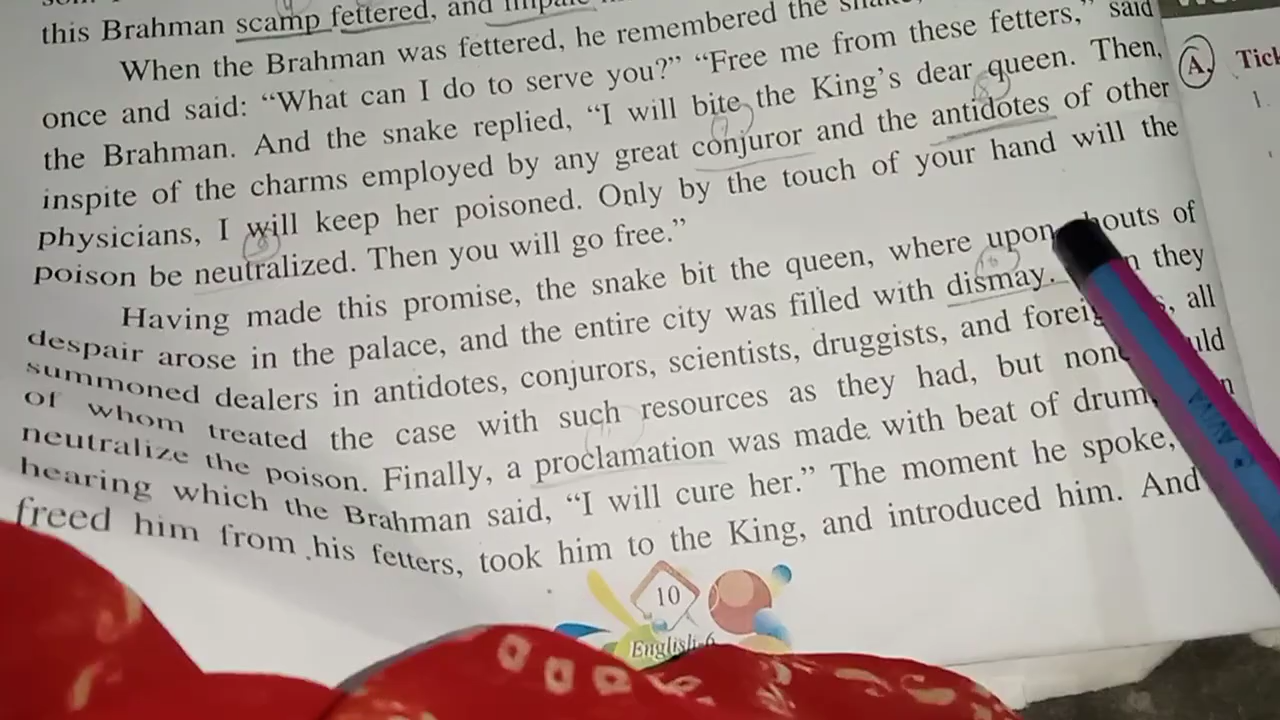 this Brahman scamp fettered, and
When the Brahman was fettered, he remembered the
once and said: “What can I do to serve you?” “Free me from these fetters,” said
the Brahman. And the snake replied, “I will bite the King’s dear queen. Then,
inspite of the charms employed by any great conjuror and the antidotes of other
physicians, I will keep her poisoned. Only by the touch of your hand will the
poison be neutralized. Then you will go free.”
Having made this promise, the snake bit the queen, where upon shouts of
despair arose in the palace, and the entire city was filled with dismay. they
summoned dealers in antidotes, conjurors, scientists, druggists, and all
of whom treated the case with such resources as they had, but
neutralize the poison. Finally, a proclamation was made with beat of drum,
hearing which the Brahman said, “I will cure her.” The moment he spoke,
freed him from his fetters, took him to the King, and introduced him. And
10
English-6
A.
1.